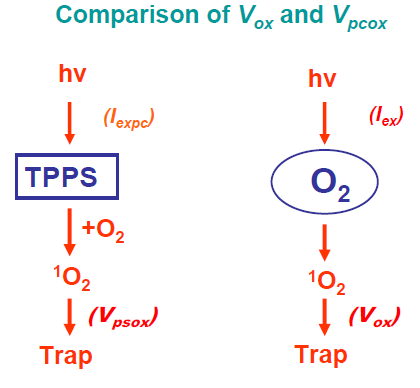 Comparison of Vox and Vpcox
hν
hν
(Iexpc)
(Iex)
TPPS
O2
+O2
1O2
1O2
(Vpsox)
(Vox)
Trap
Trap